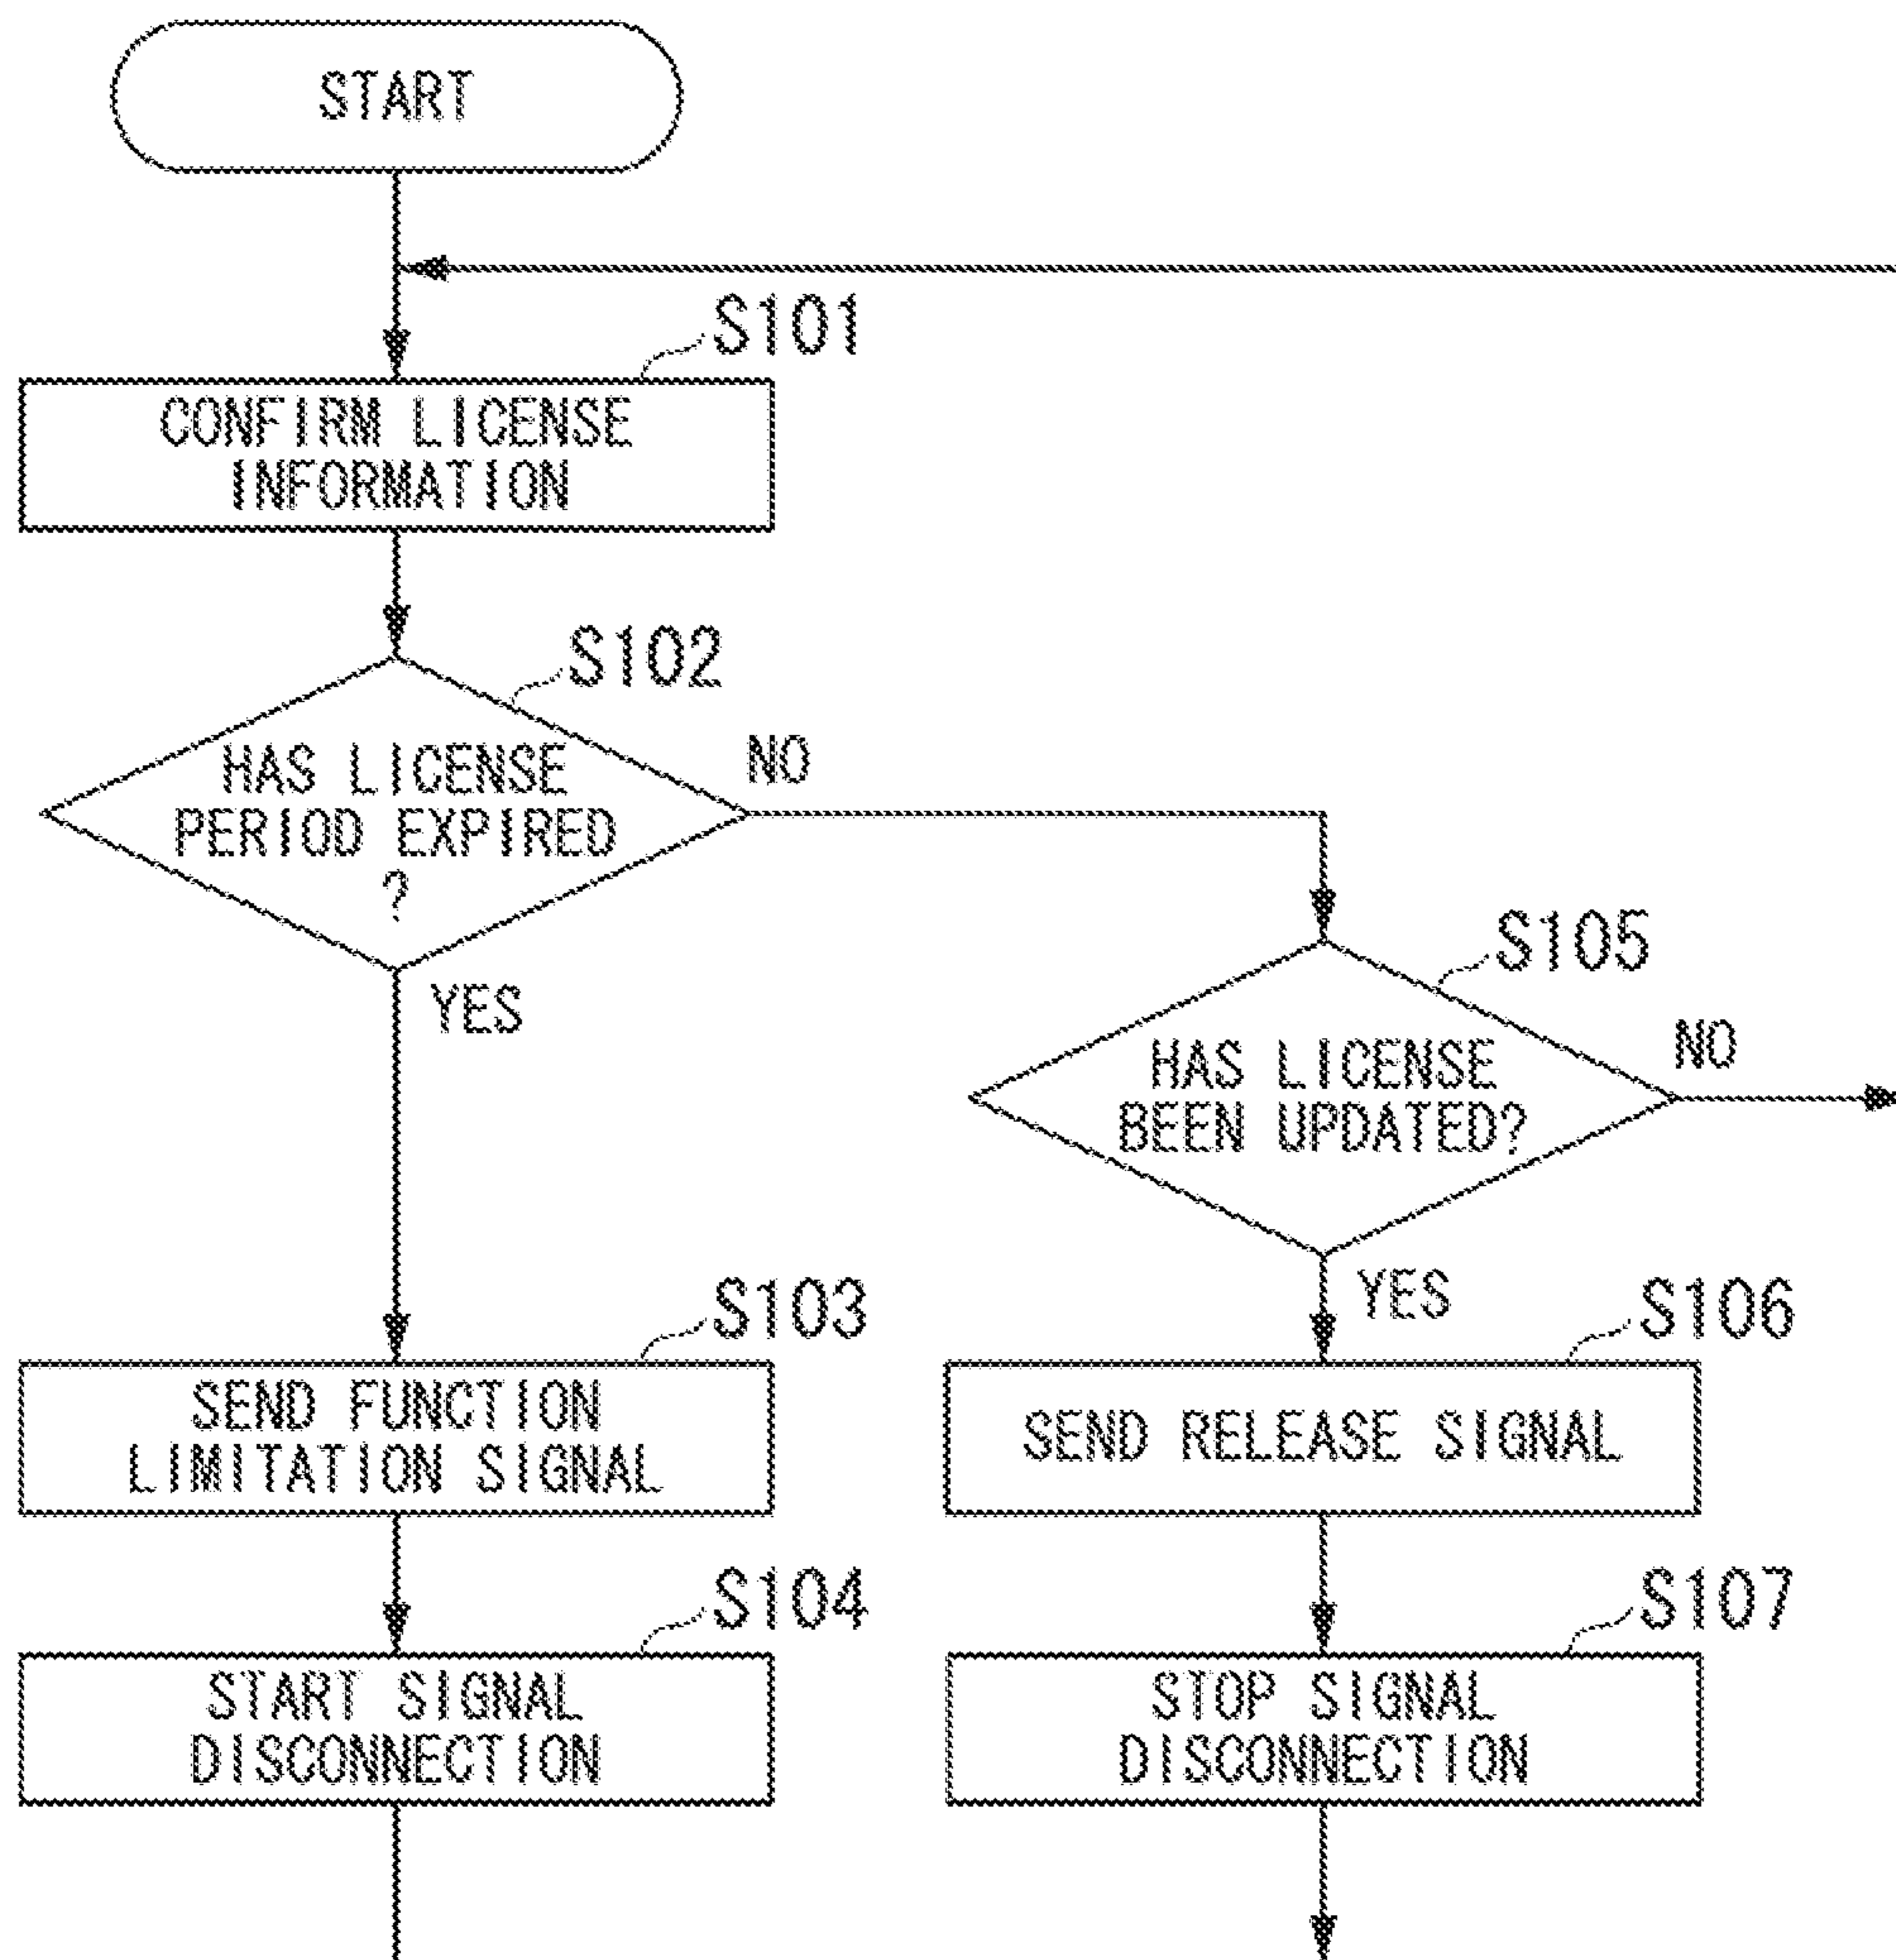 START
S101
CONFIRM LICENSE
INFORMATION
S102
HAS LICENSE
PERIOD EXPIRED
?
NO
YES
S105
HAS LICENSE
BEEN UPDATED?
NO
YES
S103
SEND FUNCTION
LIMITATION SIGNAL
S106
SEND RELEASE SIGNAL
S104
START SIGNAL
DISCONNECTION
S107
STOP SIGNAL
DISCONNECTION